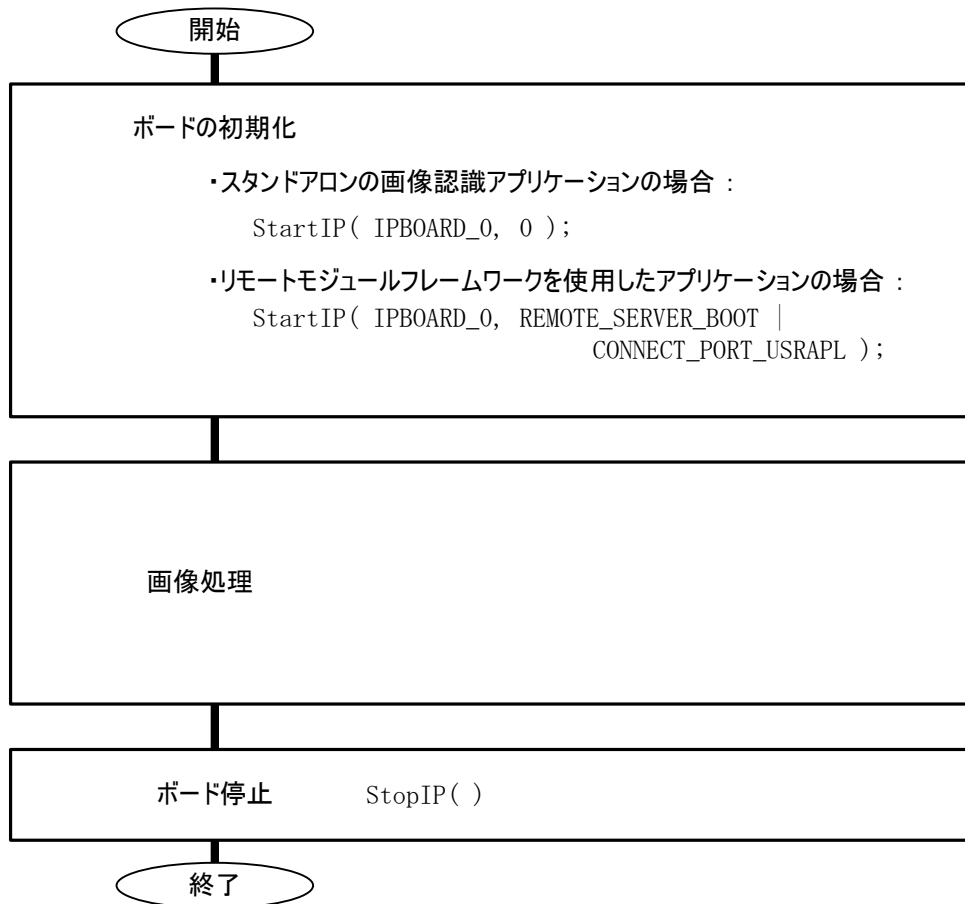 開始
ボードの初期化
・スタンドアロンの画像認識アプリケーションの場合 :
StartIP( IPBOARD_0, 0 );
・リモートモジュールフレームワークを使用したアプリケーションの場合 :
StartIP( IPBOARD_0, REMOTE_SERVER_BOOT |
CONNECT_PORT_USRAPL );
画像処理
ボード停止 StopIP( )
終了